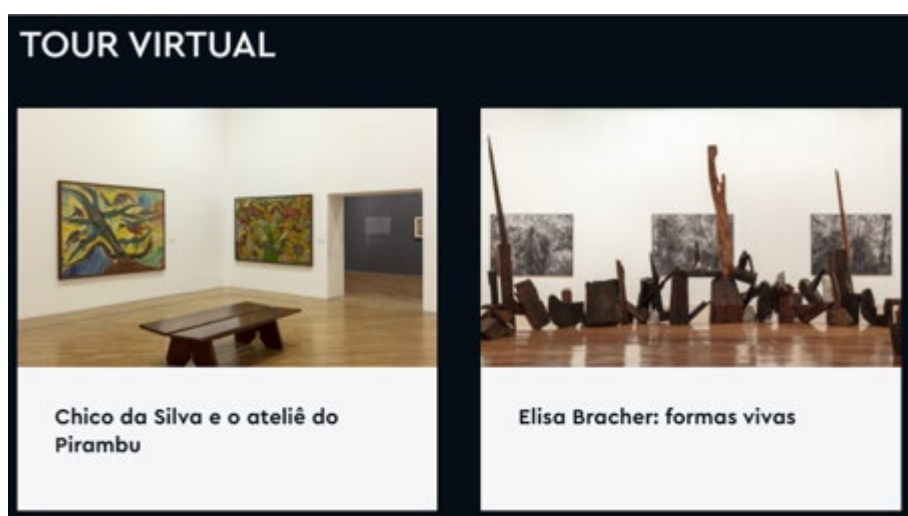 TOUR VIRTUAL
Chico da Silva e o ateliê do
Pirambu
Elisa Bracher: formas vivas